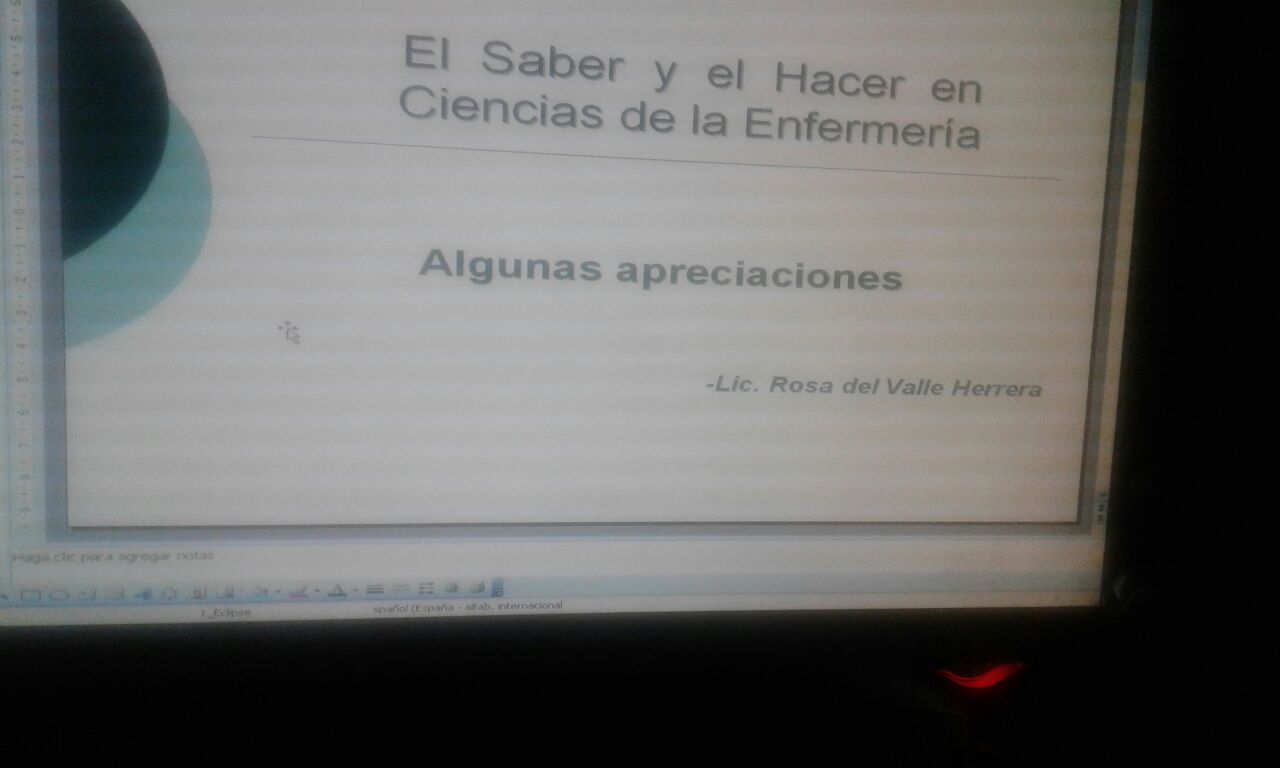 El Saber y el Hacer en
Ciencias de la Enfermería
Algunas apreciaciones
-Lic. Rosa del Valle Herrera
Haga clic para agregar notas
1_Eclipse
spañol (España - alfab. internacional